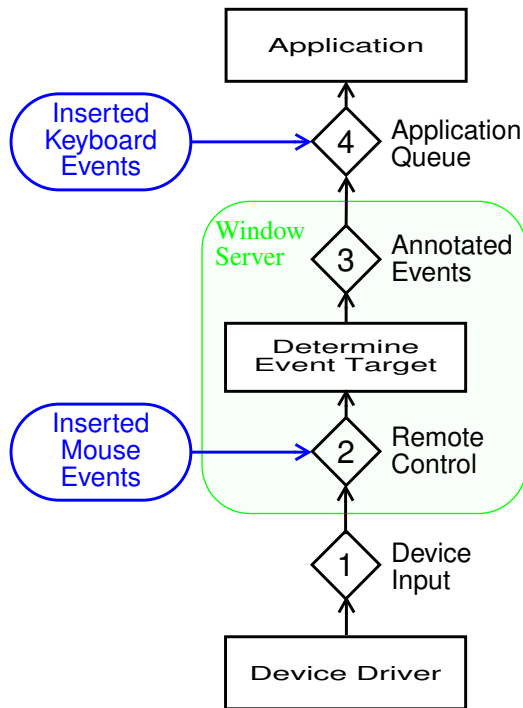 Application
Inserted
Keyboard
Events
4
Application
Queue
Window
Server
3
Annotated
Events
Determine
Event Target
Inserted
Mouse
Events
2
Remote
Control
1
Device
Input
Device Driver